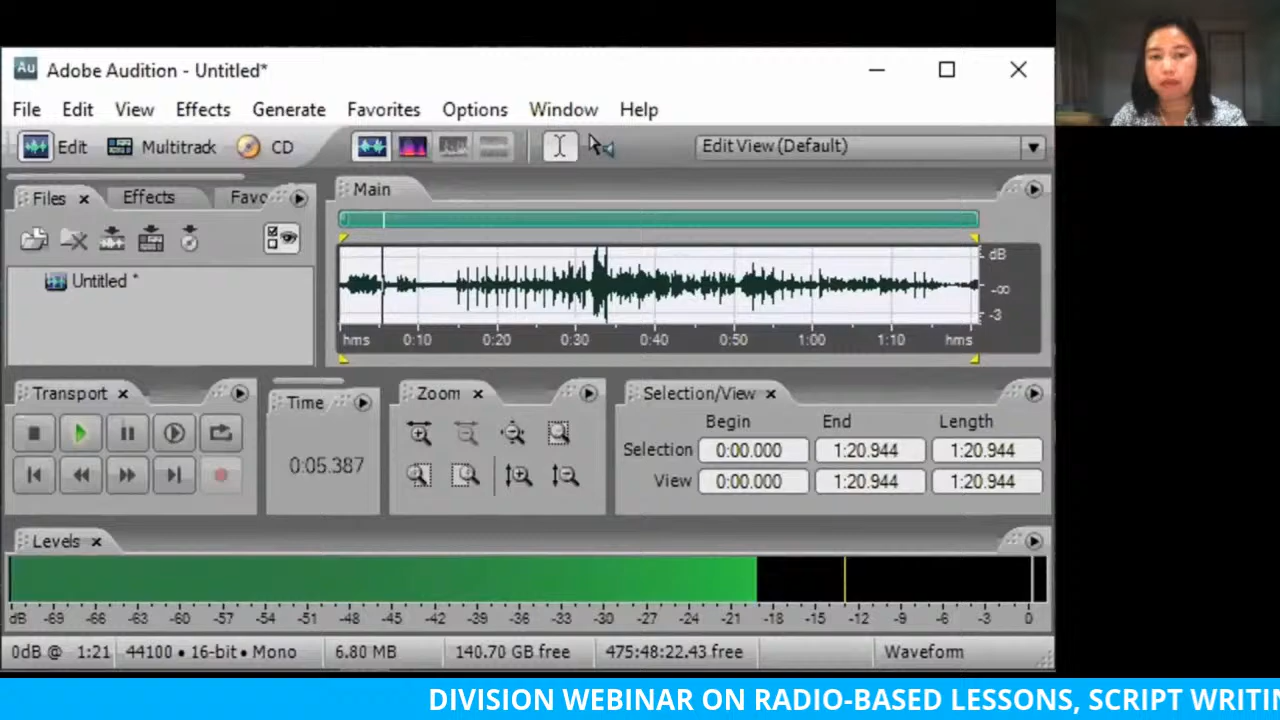 Au Adobe Audition - Untitled*
File Edit View Effects Generate Favorites Options Window Help
Edit Multitrack CD Edit View (Default)
Files Effects Favo
Main
Untitled *
dB
-∞
-3
hms 0:10 0:20 0:30 0:40 0:50 1:00 1:10 hms
Transport
Time
0:05.387
Zoom
Selection/View
Begin End Length
Selection 0:00.000 1:20.944 1:20.944
View 0:00.000 1:20.944 1:20.944
Levels
dB -69 -66 -63 -60 -57 -54 -51 -48 -45 -42 -39 -36 -33 -30 -27 -24 -21 -18 -15 -12 -9 -6 -3 0
0dB @ 1:21 44100 • 16-bit • Mono 6.80 MB 140.70 GB free 475:48:22.43 free Waveform
DIVISION WEBINAR ON RADIO-BASED LESSONS, SCRIPT WRITIN